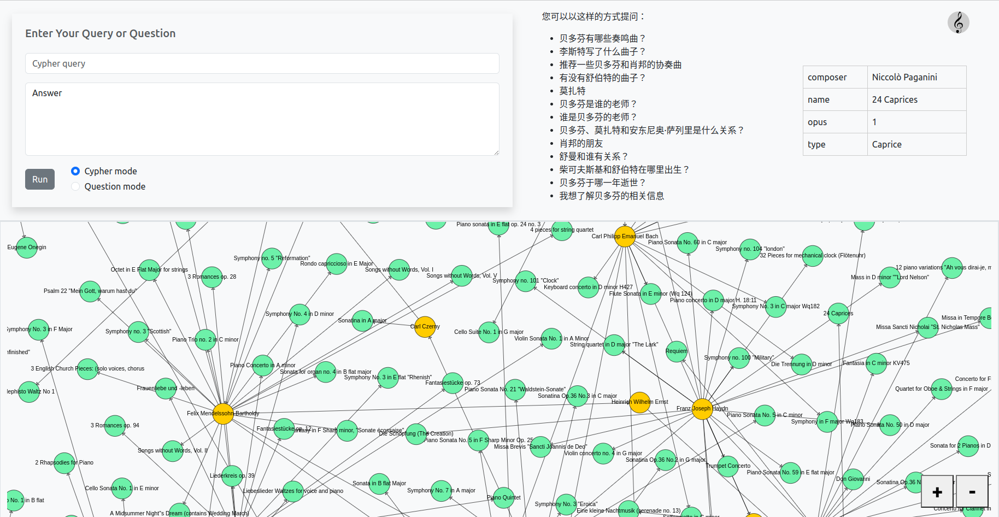 Enter Your Query or Question
Cypher query
Answer
Run
Cypher mode
Question mode
您可以以这样的方式提问：
贝多芬有哪些奏鸣曲？
李斯特写了什么曲子？
推荐一些贝多芬和肖邦的协奏曲
有没有舒伯特的曲子？
莫扎特
贝多芬是谁的老师？
谁是贝多芬的老师？
贝多芬、莫扎特和安东尼奥·萨列里是什么关系？
肖邦的朋友
舒曼和谁有关系？
柴可夫斯基和舒伯特在哪里出生？
贝多芬于哪一年逝世？
我想了解贝多芬的相关信息
composer Niccolò Paganini
name 24 Caprices
opus 1
type Caprice
Piano sonata in E flat op. 24 no. 3
4 pieces for string quartet
Carl Philipp Emanuel Bach
Piano Sonata No. 60 in C major
Eugene Onegin
Symphony no. 104 "london"
32 Pieces for mechanical clock (Flötenuhr)
Symphony no. 5 "Reformation"
Rondo capriccioso in E Major
Octet in E Flat Major for strings
Songs without Words, Vol. I
12 piano variations "Ah vous dirai-je, m
3 Romances op. 28
Songs without Words, Vol. V
Mass in D minor ""Lord Nelson"
Symphony no. 101 "Clock"
Keyboard concerto in D minor H427
Psalm 22 "Mein Gott, warum hast du"
Flute Sonata in E minor (Wq 124)
Piano concerto in D major H. 18:11
Symphony No. 3 in C major Wq182
Symphony No. 4 in D minor
24 Caprices
Missa in Tempore Be
Sonatina in A major
Carl Czerny
Missa Sancti Nicholai "St. Nicholas Mass"
Symphony No. 3 in F Major
Symphony no. 3 "Scottish"
Cello Suite No. 1 in G major
Piano Trio no. 2 in C minor
Violin Sonata No. 1 in A Minor
String quartet in D major "The Lark"
nfinished"
Requiem
Symphony no. 100 "Military"
Die Trennung in D minor
Fantasia in C minor KV475
Piano Concerto in A minor
3 English Church Pieces: (solo voices, chorus
Sonata for organ no. 4 in B flat major
Symphony No. 3 in E flat "Rhenish"
Concerto for F
Fantasiestücke op. 73
Frauenliebe und -leben
Piano Sonata No. 21 "Waldstein-Sonate"
Quartet for Oboe & Strings in F major
lephisto Waltz No 1
Sonatina Op.36 No.3 in C major
Heinrich Wilhelm Ernst
Franz Joseph Haydn
Felix Mendelssohn-Bartholdy
Piano Sonata No. 5 in C minor
Symphony in F major Wq183
Piano Sonata No. 50 in D major
3 Romances op. 94
Fantasiestücke op. 12
antasy in F Sharp minor, "Sonate écossaise"
Die Schöpfung (The Creation)
Piano Sonata No. 5 in F Sharp Minor Op. 25
Missa Brevis "Sancti Joannis de Deo"
Sonata for 2 Pianos in D
Songs without Words, Vol. II
Violin concerto no. 4 in G major
Sonatina Op.36 No.2 in G major
2 Rhapsodies for Piano
Trumpet Concerto
Piano Sonata No. 59 in E flat major
Liederkreis op. 39
Don Giovanni
Sonatina Op.36 N
Sonata in B flat Major
Cello Sonata No. 1 in E minor
Liebeslieder Waltzes for voice and piano
Symphony No. 7 in A major
+ -
Piano Quintet
o No. 1 in B flat
Symphony No. 3 "Eroica"
Eine kleine Nachtmusik (serenade no. 13)
Concerto for Clarinet in
A Midsummer Night"s Dream (contains Wedding March)
Solfeggietto in C minor